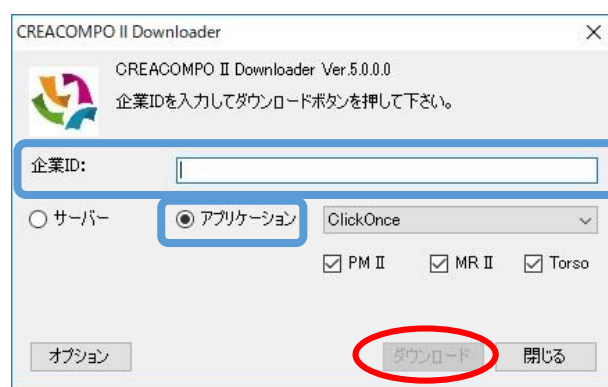 CREACOMPO II Downloader
CREACOMPO II Downloader Ver.5.0.0.0
企業IDを入力してダウンロードボタンを押して下さい。
企業ID:
サーバー アプリケーション ClickOnce
PM II MR II Torso
オプション ダウンロード 閉じる